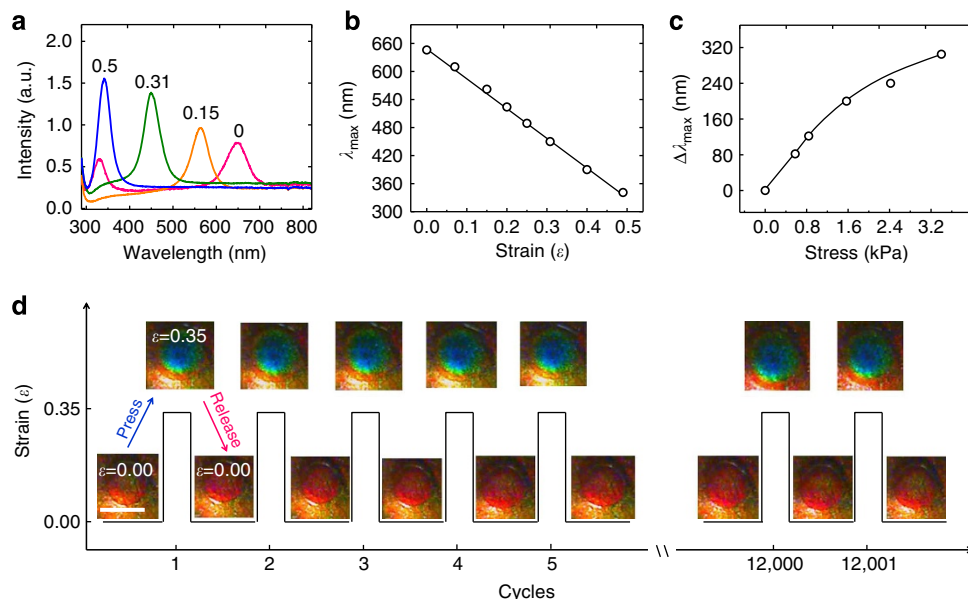 a
Intensity (a.u.)
2.0
1.5
1.0
0.5
0.0
0.5
0.31
0.15
0
300 400 500 600 700 800
Wavelength (nm)
b
λmax (nm)
660
600
540
480
420
360
300
0.0 0.1 0.2 0.3 0.4 0.5
Strain (ε)
c
Δ λmax (nm)
320
240
160
80
0
0.0 0.8 1.6 2.4 3.2
Stress (kPa)
d
Strain (ε)
0.35
0.00
ε=0.35
Press
Release
ε=0.00
ε=0.00
1 2 3 4 5 \\ 12,000 12,001
Cycles